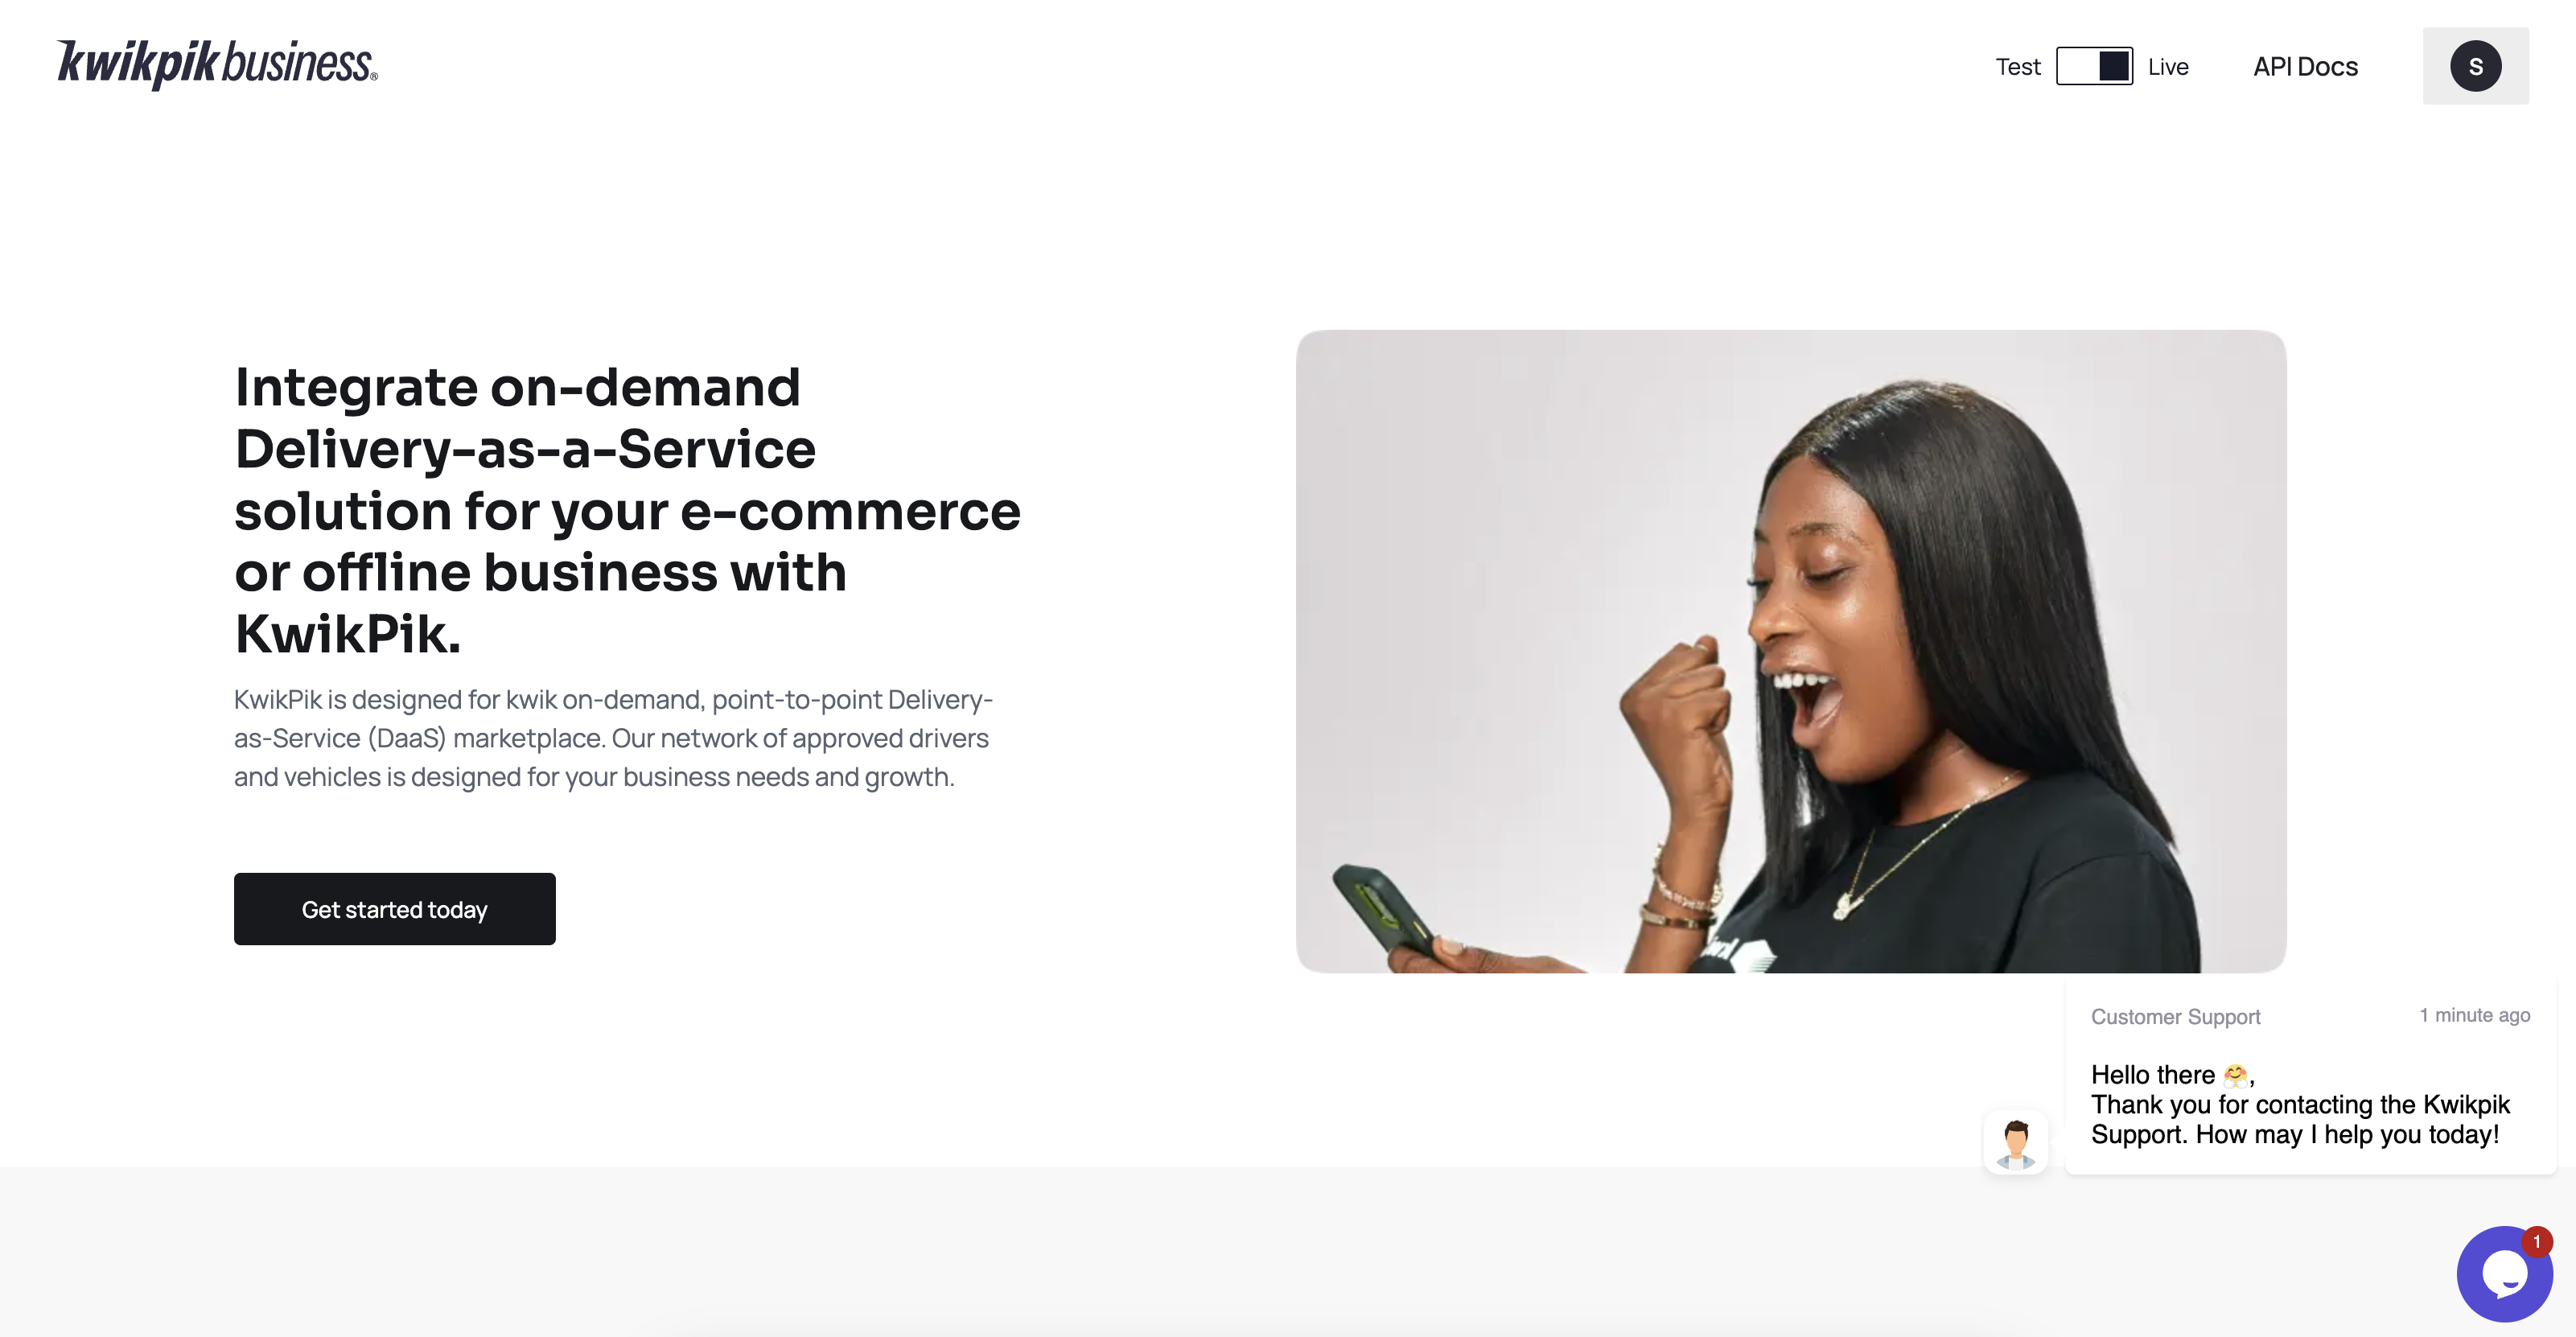 kwikpik business®
Test
Live
API Docs
S
Integrate on-demand
Delivery-as-a-Service
solution for your e-commerce
or offline business with
KwikPik.
KwikPik is designed for kwik on-demand, point-to-point Delivery-
as-Service (DaaS) marketplace. Our network of approved drivers
and vehicles is designed for your business needs and growth.
Get started today
Customer Support
1 minute ago
Hello there 🤗,
Thank you for contacting the Kwikpik
Support. How may I help you today!
1